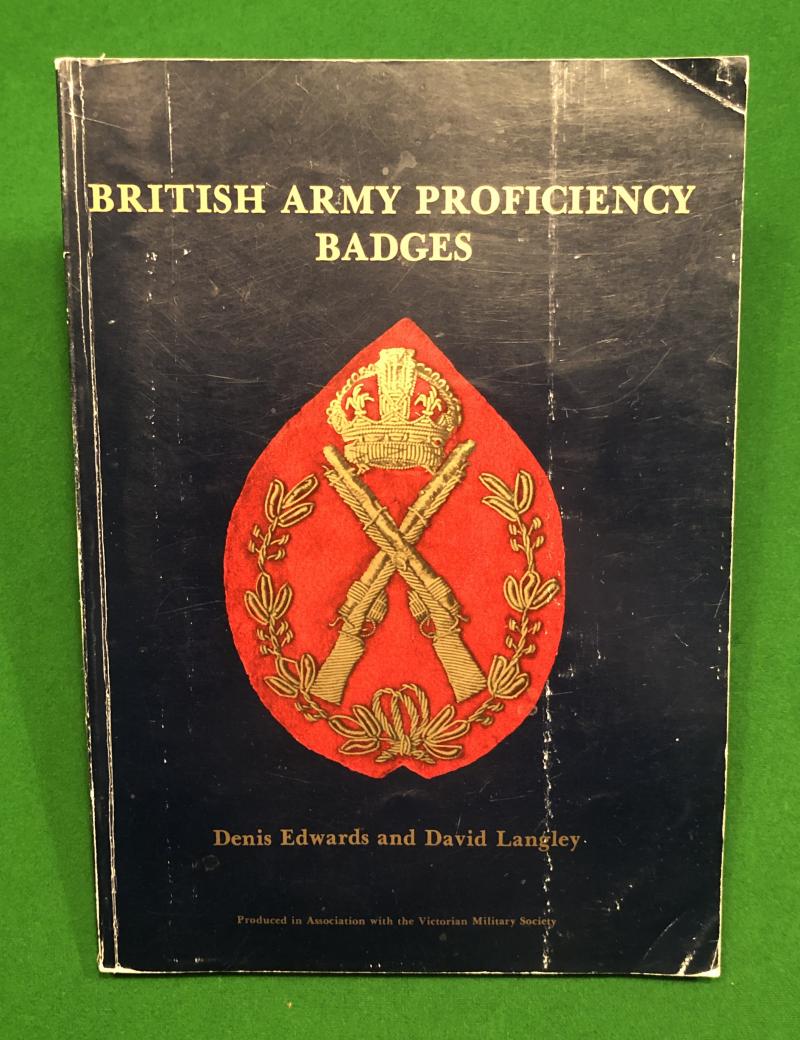 BRITISH ARMY PROFICIENCY
BADGES
Denis Edwards and David Langley
Produced in Association with the Victorian Military Society